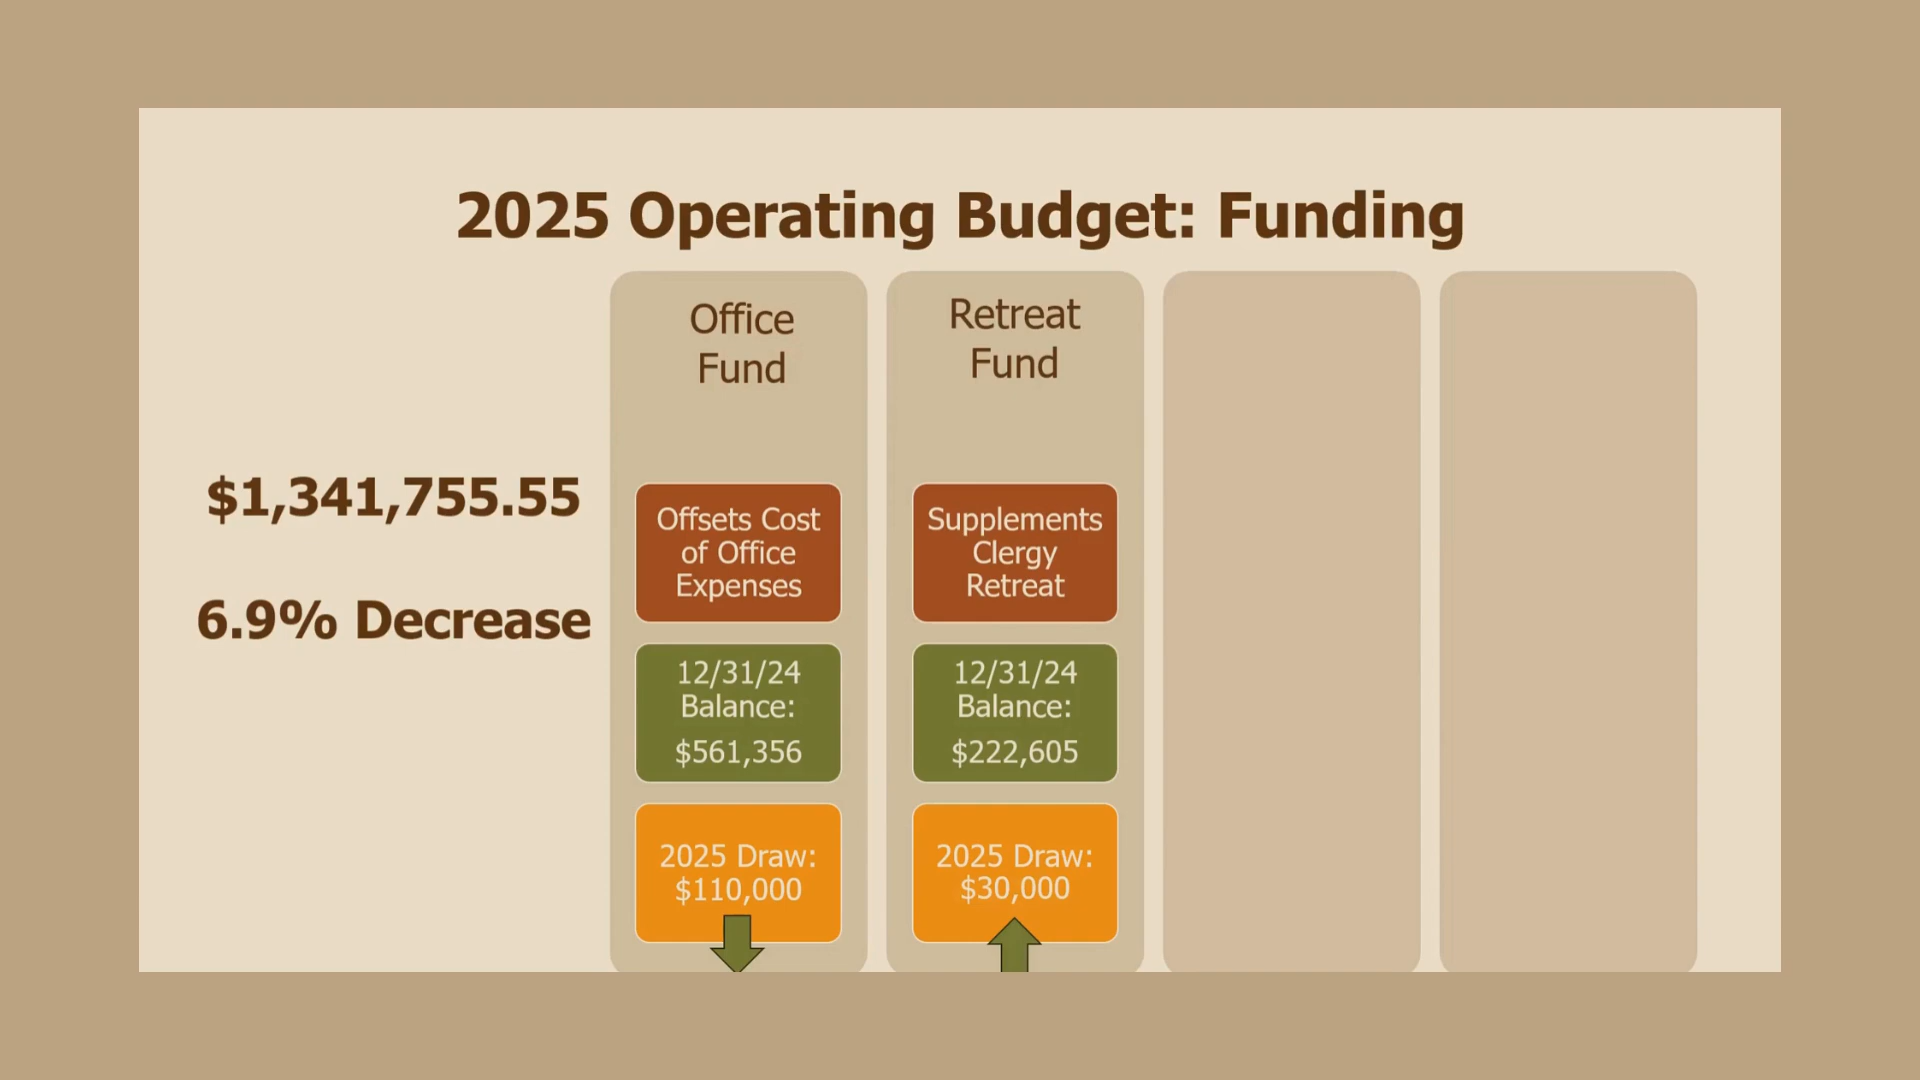 2025 Operating Budget: Funding
$1,341,755.55
6.9% Decrease
Office
Fund
Offsets Cost
of Office
Expenses
12/31/24
Balance:
$561,356
2025 Draw:
$110,000
Retreat
Fund
Supplements
Clergy
Retreat
12/31/24
Balance:
$222,605
2025 Draw:
$30,000